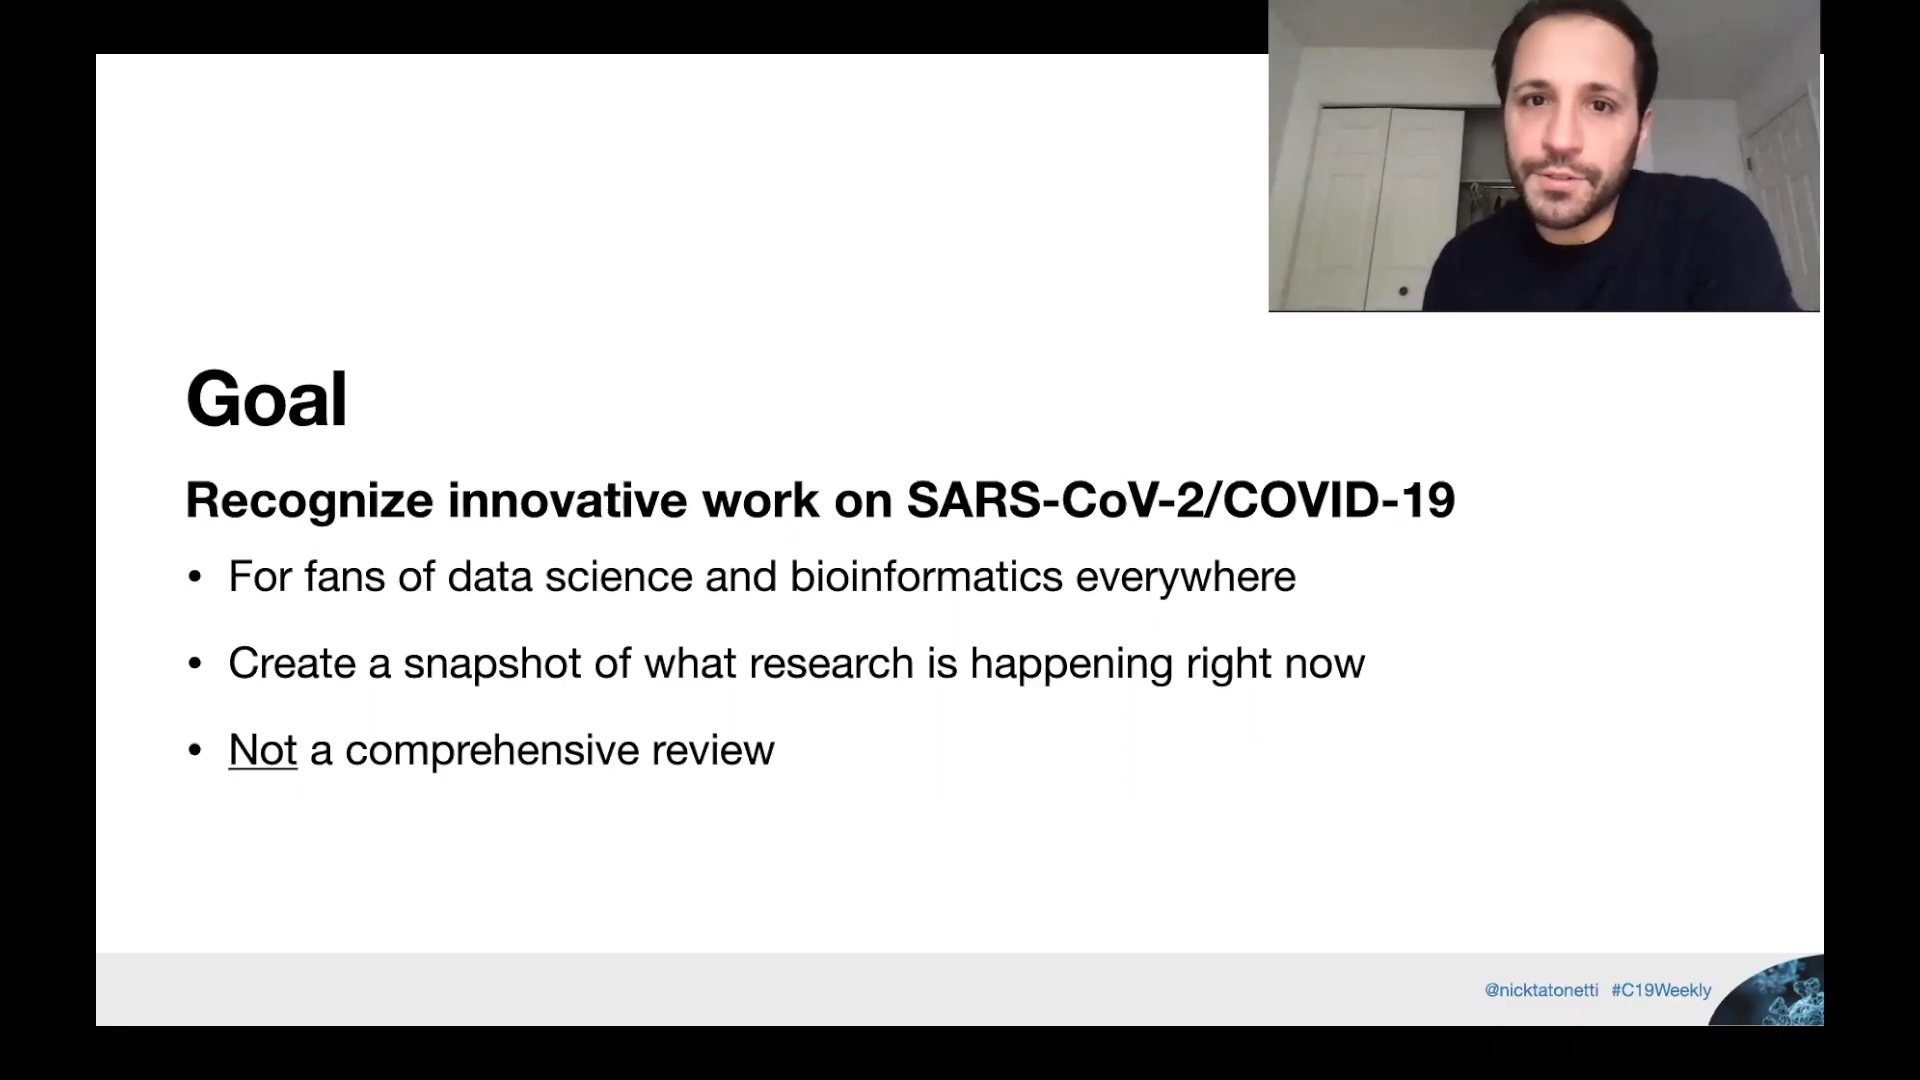 Goal
Recognize innovative work on SARS-CoV-2/COVID-19
• For fans of data science and bioinformatics everywhere
• Create a snapshot of what research is happening right now
• Not a comprehensive review
@nicktatonetti #C19Weekly